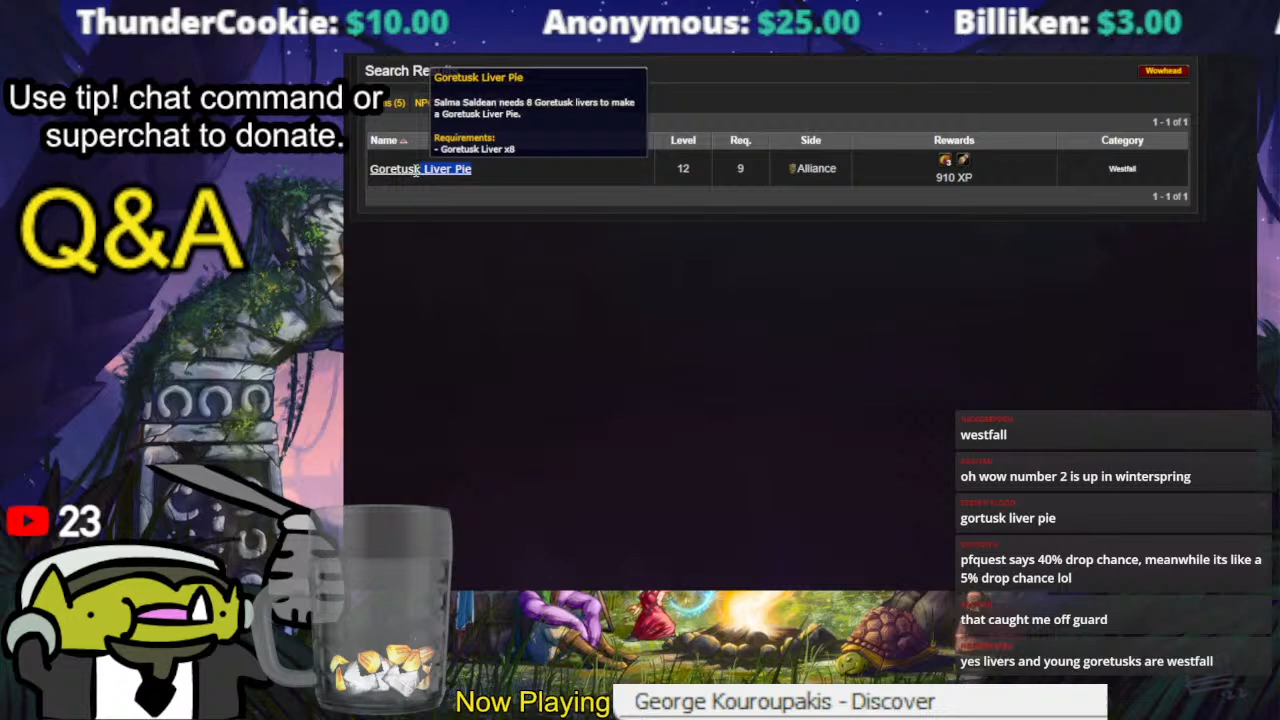 ThunderCookie: $10.00 Anonymous: $25.00 Billiken: $3.00
Use tip! chat command or
superchat to donate.
Q&A
Search Re
Wowhead
Goretusk Liver Pie
Salma Saldean needs 8 Goretusk livers to make
a Goretusk Liver Pie.
Requirements:
- Goretusk Liver x8
(5) NP
1 - 1 of 1
Name Level Req. Side Rewards Category
Goretusk Liver Pie 12 9 Alliance 3 910 XP Westfall
1 - 1 of 1
westfall
oh wow number 2 is up in winterspring
gortusk liver pie
pfquest says 40% drop chance, meanwhile its like a
5% drop chance lol
that caught me off guard
yes livers and young goretusks are westfall
23
Now Playing George Kouroupakis - Discover